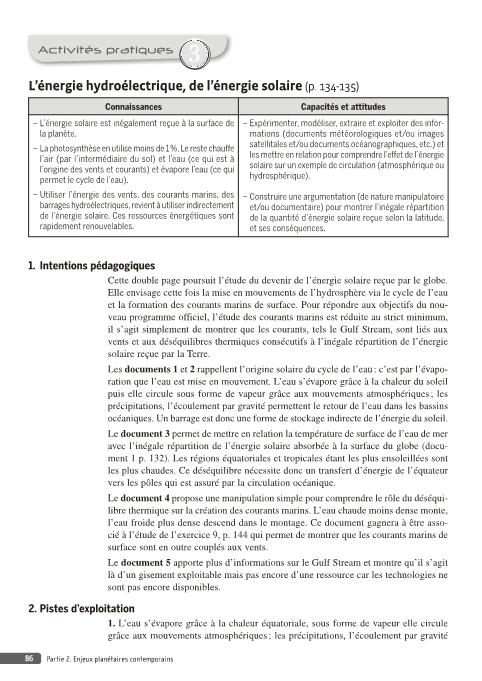 Activités pratiques 3
L'énergie hydroélectrique, de l'énergie solaire (p. 134-135)
Connaissances
– L'énergie solaire est inégalement reçue à la surface de
la planète.
– La photosynthèse en utilise moins de 1%. Le reste chauffe
l'air (par l'intermédiaire du sol) et l'eau (ce qui est à
l'origine des vents et courants) et évapore l'eau (ce qui
permet le cycle de l'eau).
– Utiliser l'énergie des vents, des courants marins, des
barrages hydroélectriques, revient à utiliser indirectement
de l'énergie solaire. Ces ressources énergétiques sont
rapidement renouvelables.
Capacités et attitudes
– Expérimenter, modéliser, extraire et exploiter des infor-
mations (documents météorologiques et/ou images
satellitales et/ou documents océanographiques, etc.) et
les mettre en relation pour comprendre l'effet de l'énergie
solaire sur un exemple de circulation (atmosphérique ou
hydrosphérique).
– Construire une argumentation (de nature manipulatoire
et/ou documentaire) pour montrer l'inégale répartition
de la quantité d'énergie solaire reçue selon la latitude,
et ses conséquences.
1. Intentions pédagogiques
Cette double page poursuit l'étude du devenir de l'énergie solaire reçue par le globe.
Elle envisage cette fois la mise en mouvements de l'hydrosphère via le cycle de l'eau
et la formation des courants marins de surface. Pour répondre aux objectifs du nou-
veau programme officiel, l'étude des courants marins est réduite au strict minimum,
il s'agit simplement de montrer que les courants, tels le Gulf Stream, sont liés aux
vents et aux déséquilibres thermiques consécutifs à l'inégale répartition de l'énergie
solaire reçue par la Terre.
Les documents 1 et 2 rappellent l'origine solaire du cycle de l'eau : c'est par l'évapo-
ration que l'eau est mise en mouvement. L'eau s'évapore grâce à la chaleur du soleil
puis elle circule sous forme de vapeur grâce aux mouvements atmosphériques ; les
précipitations, l'écoulement par gravité permettent le retour de l'eau dans les bassins
océaniques. Un barrage est donc une forme de stockage indirecte de l'énergie du soleil.
Le document 3 permet de mettre en relation la température de surface de l'eau de mer
avec l'inégale répartition de l'énergie solaire absorbée à la surface du globe (docu-
ment 1 p. 132). Les régions équatoriales et tropicales étant les plus ensoleillées sont
les plus chaudes. Ce déséquilibre nécessite donc un transfert d'énergie de l'équateur
vers les pôles qui est assuré par la circulation océanique.
Le document 4 propose une manipulation simple pour comprendre le rôle du déséqui-
libre thermique sur la création des courants marins. L'eau chaude moins dense monte,
l'eau froide plus dense descend dans le montage. Ce document gagnera à être asso-
cié à l'étude de l'exercice 9, p. 144 qui permet de montrer que les courants marins de
surface sont en outre couplés aux vents.
Le document 5 apporte plus d'informations sur le Gulf Stream et montre qu'il s'agit
là d'un gisement exploitable mais pas encore d'une ressource car les technologies ne
sont pas encore disponibles.
2. Pistes d'exploitation
1. L'eau s'évapore grâce à la chaleur équatoriale, sous forme de vapeur elle circule
grâce aux mouvements atmosphériques ; les précipitations, l'écoulement par gravité
86 Partie 2. Enjeux planétaires contemporains